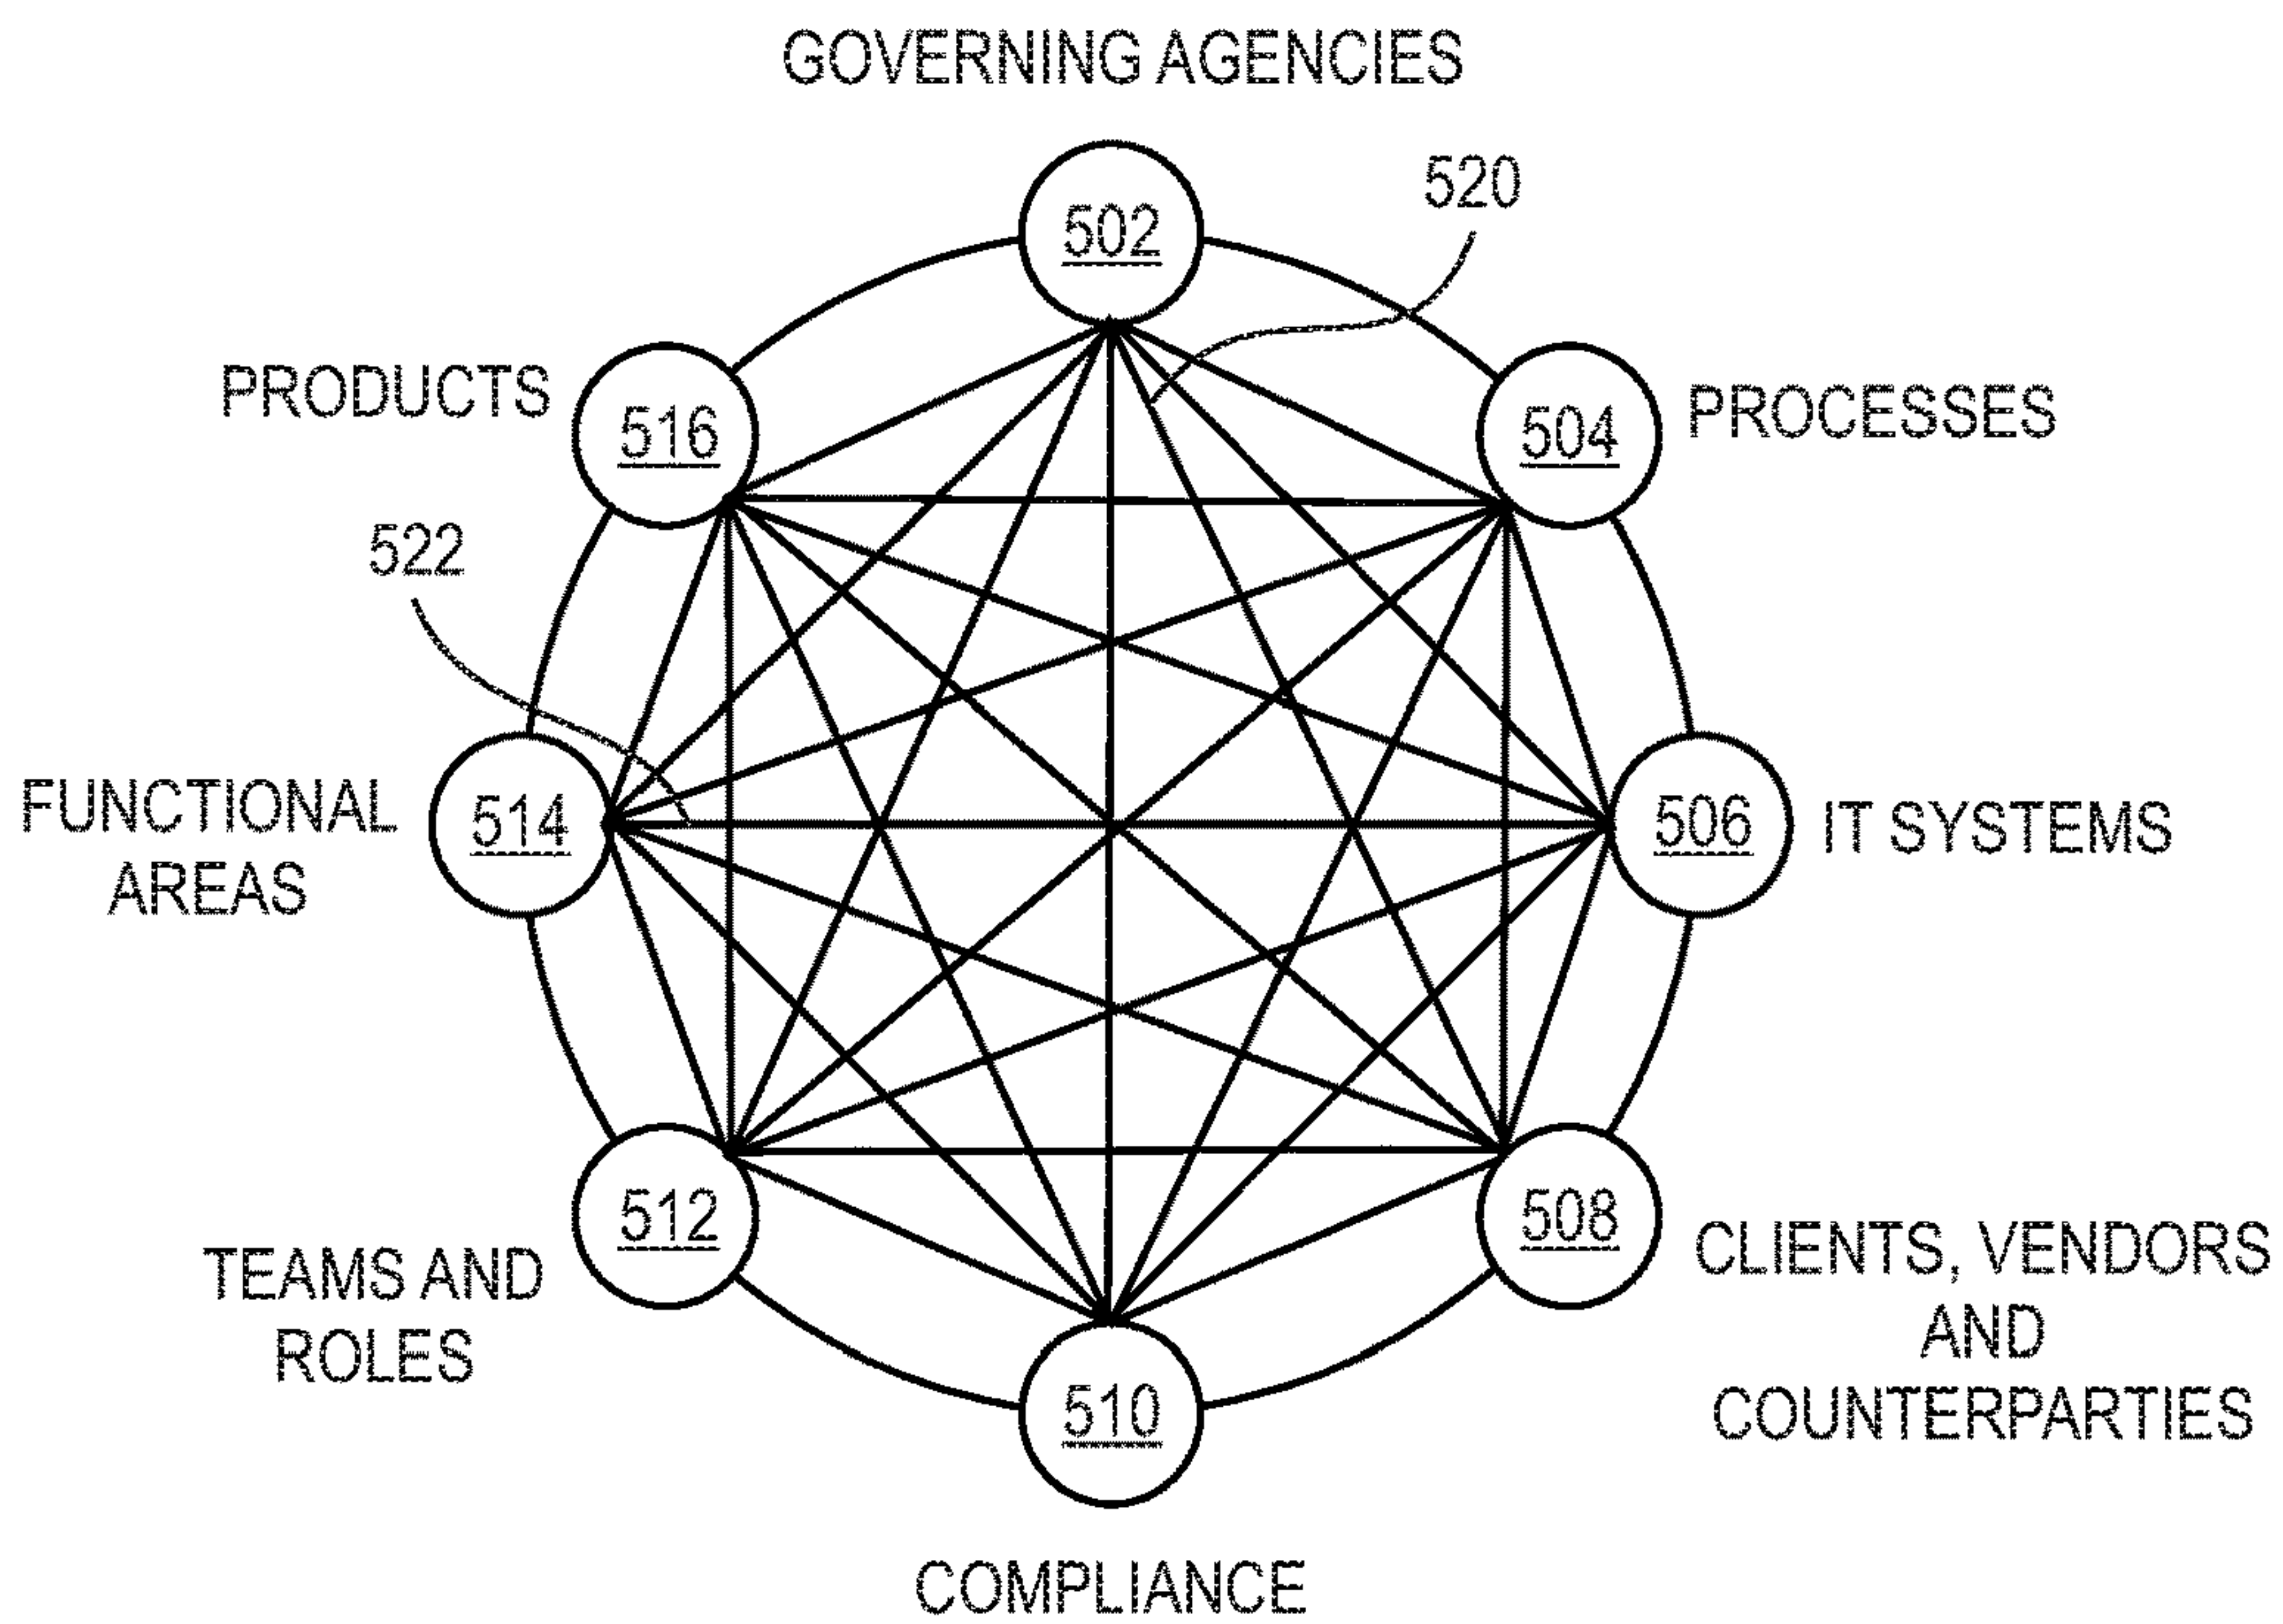 GOVERNING AGENCIES
520
502
PRODUCTS
516
504
PROCESSES
522
FUNCTIONAL
AREAS
514
506
IT SYSTEMS
512
508
TEAMS AND
ROLES
CLIENTS, VENDORS
AND
COUNTERPARTIES
510
COMPLIANCE